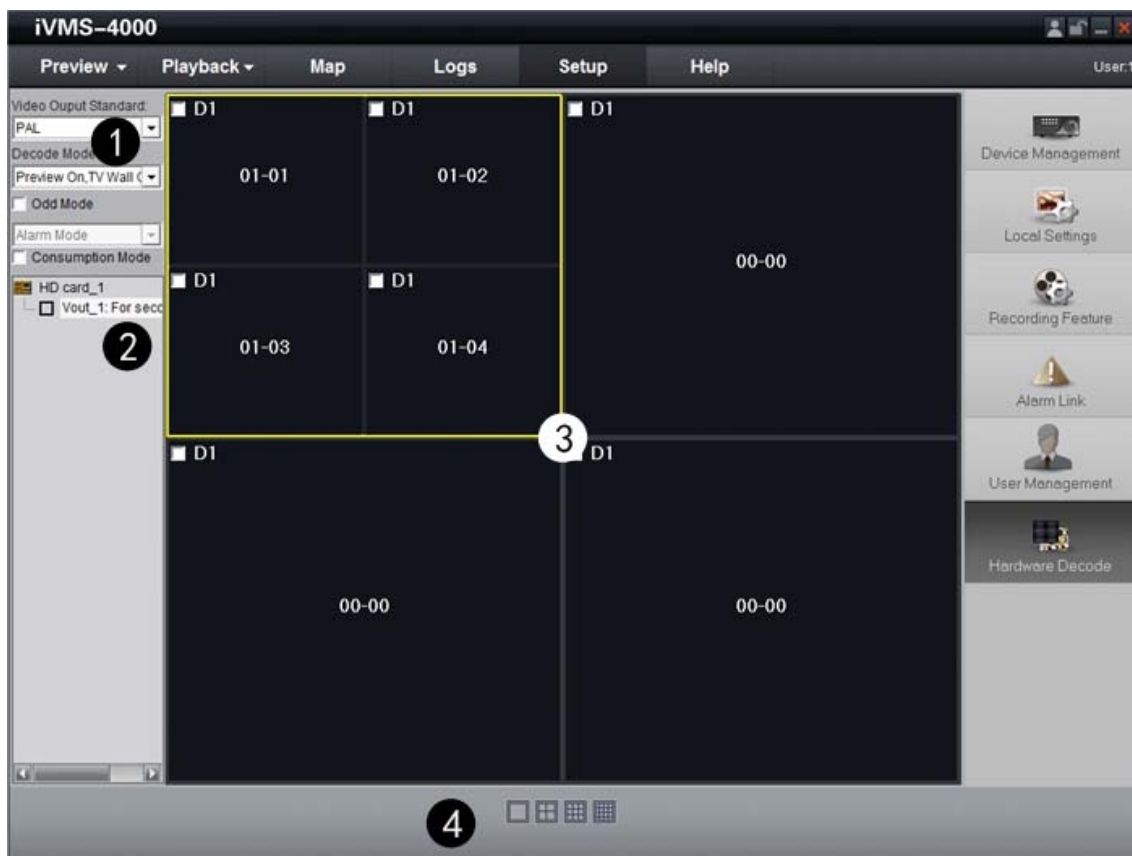 iVMS-4000
Preview Playback Map Logs Setup Help User:1
Video Ouput Standard:
PAL
1
Decode Mode
Preview On,TV Wall
Odd Mode
Alarm Mode
Consumption Mode
HD card_1
Vout_1: For seco
2
D1 D1 D1
01-01 01-02
00-00
D1 D1
01-03 01-04
3
D1 D1
00-00 00-00
Device Management
Local Settings
Recording Feature
Alarm Link
User Management
Hardware Decode
4